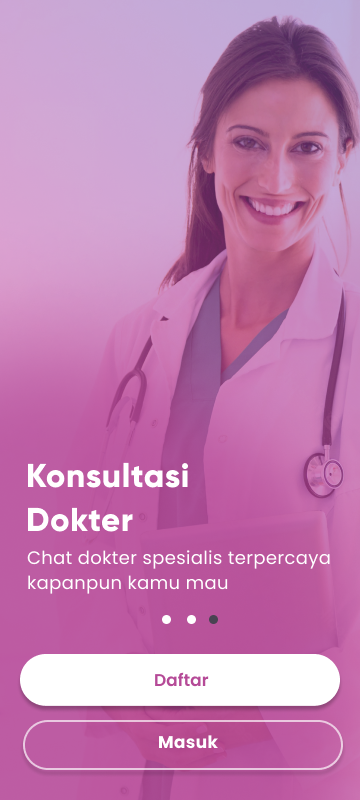 Konsultasi
Dokter
Chat dokter spesialis terpercaya
kapanpun kamu mau
Daftar
Masuk